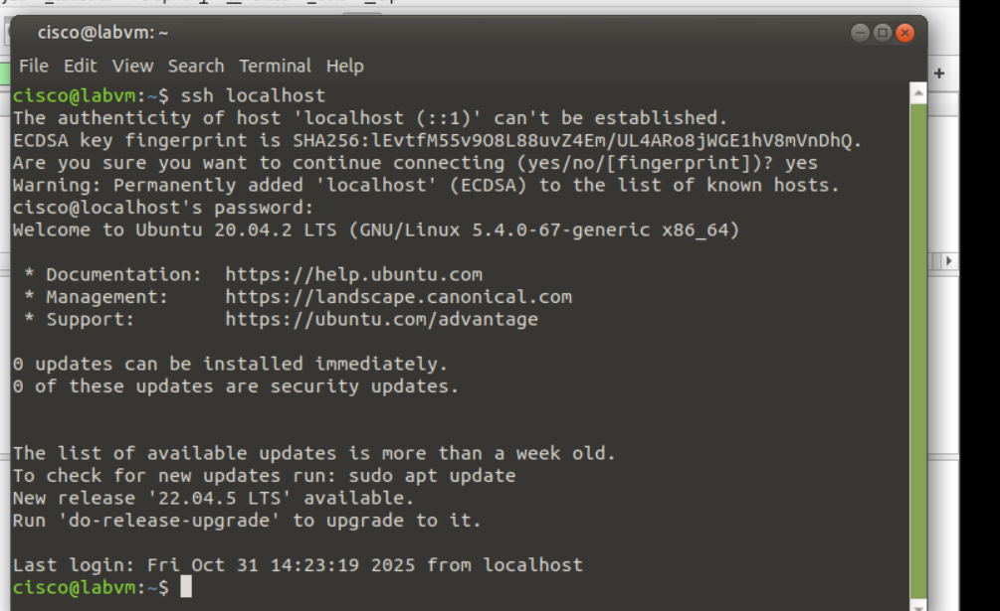 cisco@labvm: ~
File Edit View Search Terminal Help
cisco@labvm:~$ ssh localhost
The authenticity of host 'localhost (::1)' can't be established.
ECDSA key fingerprint is SHA256:lEvtfM55v9O8L88uvZ4Em/UL4ARo8jWGE1hV8mVnDhQ.
Are you sure you want to continue connecting (yes/no/[fingerprint])? yes
Warning: Permanently added 'localhost' (ECDSA) to the list of known hosts.
cisco@localhost's password:
Welcome to Ubuntu 20.04.2 LTS (GNU/Linux 5.4.0-67-generic x86_64)
* Documentation: https://help.ubuntu.com
* Management: https://landscape.canonical.com
* Support: https://ubuntu.com/advantage
0 updates can be installed immediately.
0 of these updates are security updates.
The list of available updates is more than a week old.
To check for new updates run: sudo apt update
New release '22.04.5 LTS' available.
Run 'do-release-upgrade' to upgrade to it.
Last login: Fri Oct 31 14:23:19 2025 from localhost
cisco@labvm:~$